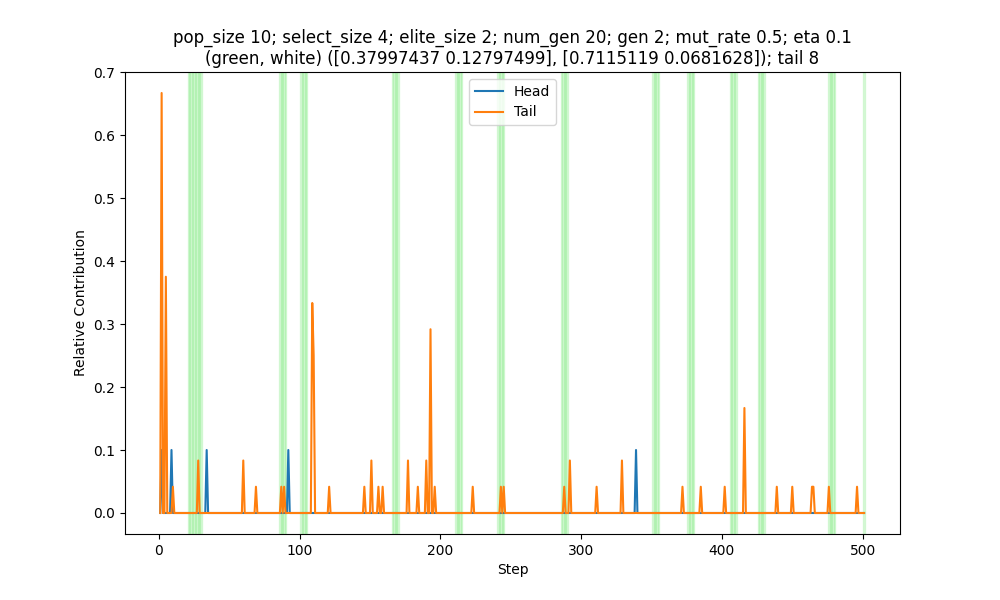 pop_size 10; select_size 4; elite_size 2; num_gen 20; gen 2; mut_rate 0.5; eta 0.1
(green, white) ([0.37997437 0.12797499], [0.7115119 0.0681628]); tail 8
Head
Tail
0.7
0.6
0.5
0.4
0.3
0.2
0.1
0.0
Relative Contribution
0
100
200
300
400
500
Step